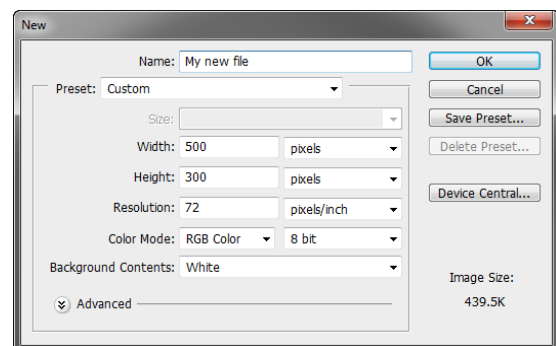 New
Name: My new file
OK
Preset: Custom
Cancel
Size:
Save Preset...
Width: 500 pixels
Delete Preset...
Height: 300 pixels
Device Central...
Resolution: 72 pixels/inch
Color Mode: RGB Color 8 bit
Background Contents: White
Image Size:
Advanced
439.5K